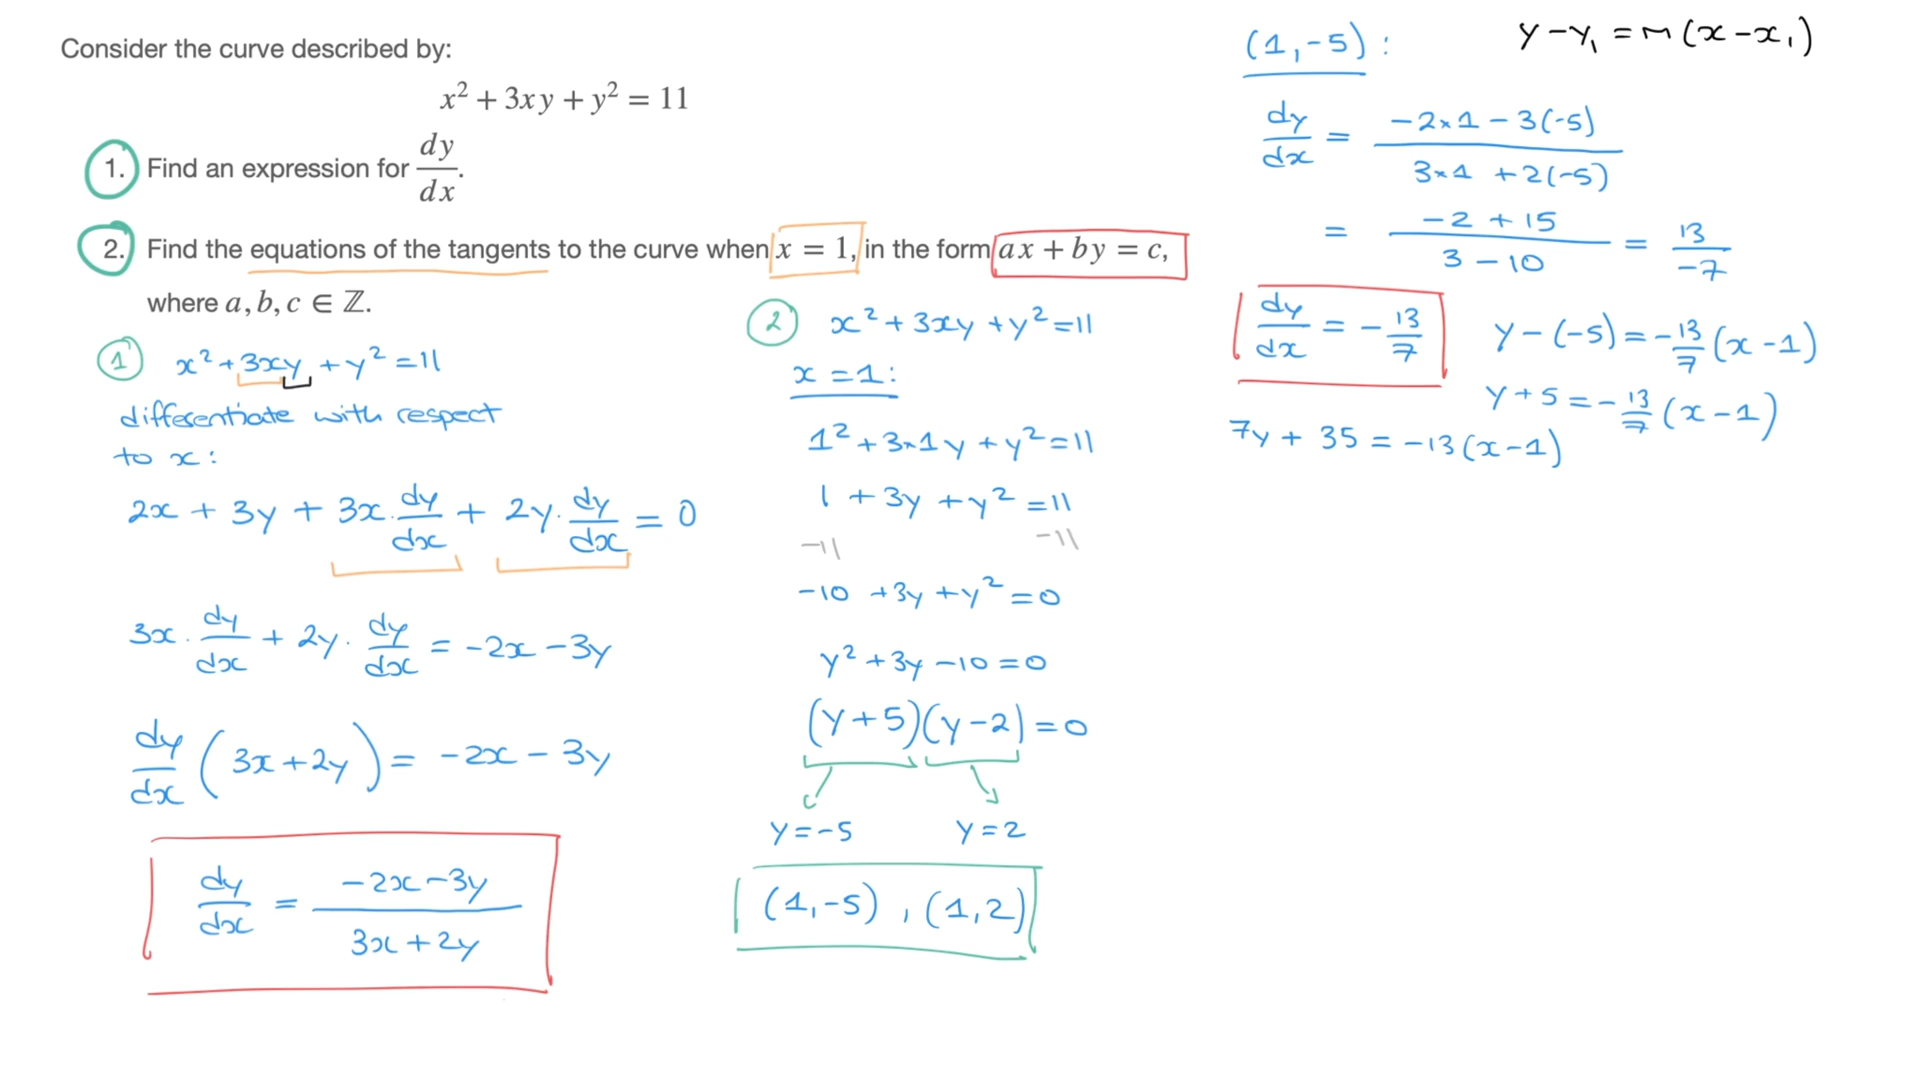 Consider the curve described by:
x² + 3xy + y² = 11
1. Find an expression for dy/dx.
2. Find the equations of the tangents to the curve when x = 1, in the form ax + by = c,
where a, b, c ∈ ℤ.
① x² + 3xy + y² = 11
differentiate with respect
to x:
2x + 3y + 3x · dy/dx + 2y · dy/dx = 0
3x · dy/dx + 2y · dy/dx = -2x - 3y
dy/dx (3x + 2y) = -2x - 3y
dy/dx = (-2x - 3y)/(3x + 2y)
② x² + 3xy + y² = 11
x = 1:
1² + 3×1y + y² = 11
1 + 3y + y² = 11
-11 -11
-10 + 3y + y² = 0
y² + 3y - 10 = 0
(y + 5)(y - 2) = 0
y = -5 y = 2
(1, -5) , (1, 2)
(1, -5) : y - y₁ = m(x - x₁)
dy/dx = (-2×1 - 3(-5))/(3×1 + 2(-5))
= (-2 + 15)/(3 - 10) = 13/-7
dy/dx = -13/7 y - (-5) = -13/7 (x - 1)
y + 5 = -13/7 (x - 1)
7y + 35 = -13(x - 1)